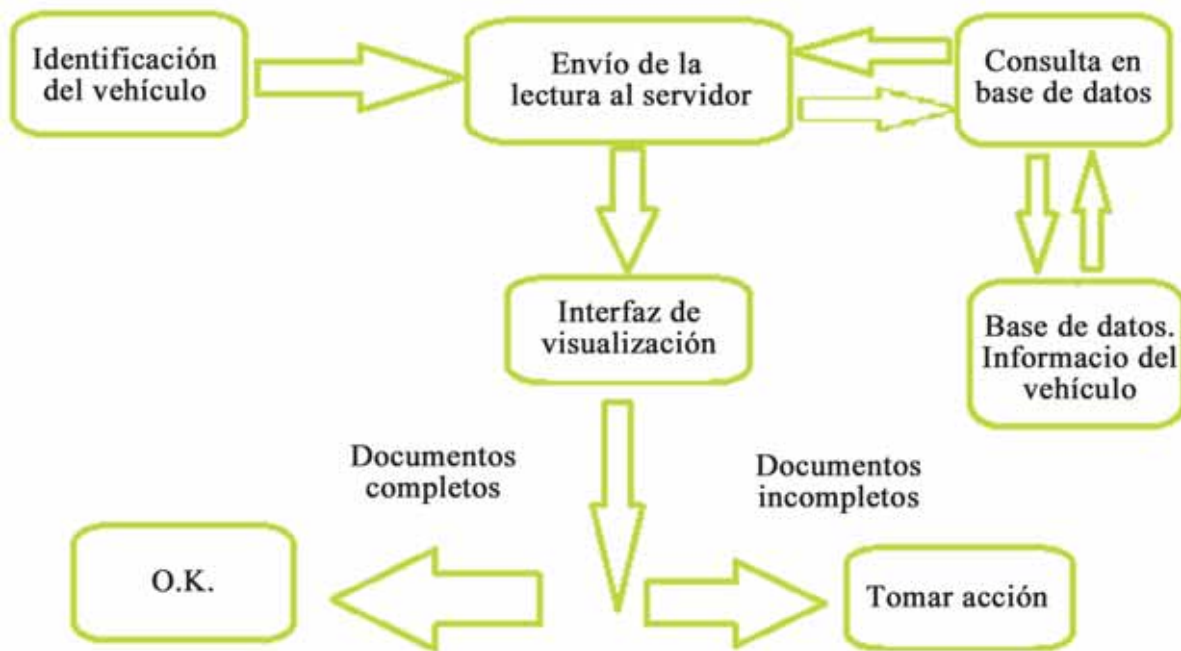 Identificación
del vehículo
Envío de la
lectura al servidor
Consulta en
base de datos
Interfaz de
visualización
Base de datos.
Informacio del
vehículo
Documentos
completos
Documentos
incompletos
O.K.
Tomar acción